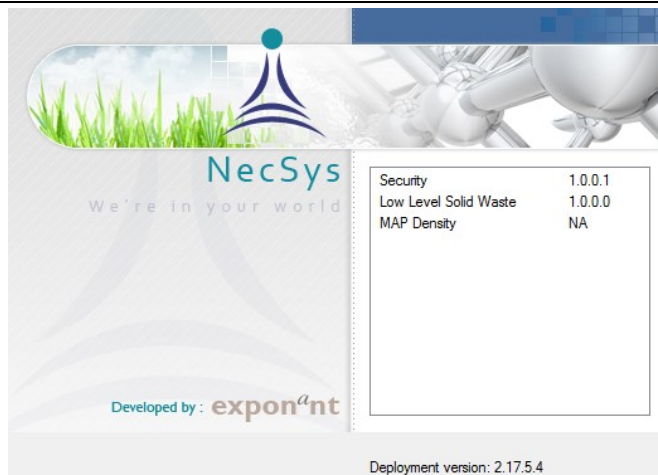 NecSys
We're in your world
Security 1.0.0.1
Low Level Solid Waste 1.0.0.0
MAP Density NA
Developed by : exponant
Deployment version: 2.17.5.4